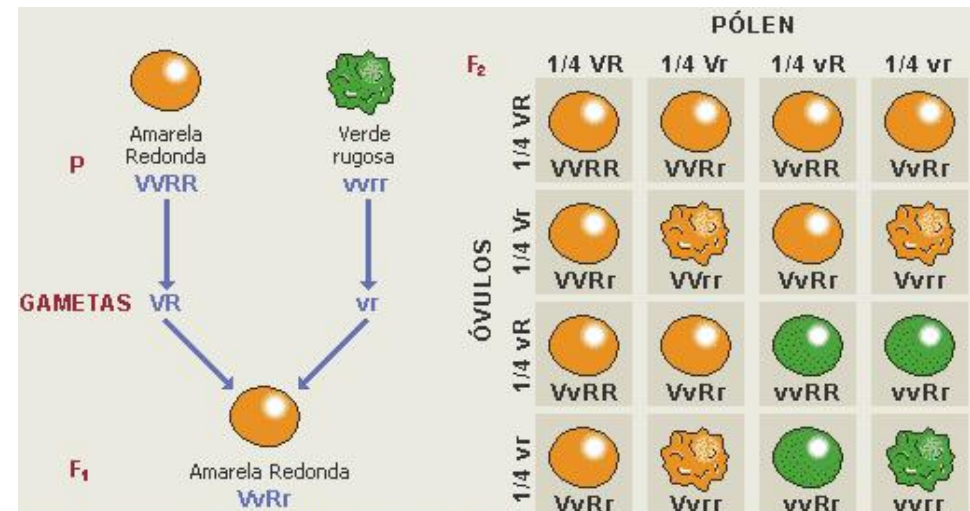 Amarela
Redonda
VVRR
Verde
rugosa
vvrr
P
GAMETAS VR vr
F₁
Amarela Redonda
VvRr
PÓLEN
F₂ 1/4 VR 1/4 Vr 1/4 vR 1/4 vr
ÓVULOS
1/4 VR
VVRR VVRr VvRR VvRr
1/4 Vr
VVRr VVrr VvRr Vvrr
1/4 vR
VvRR VvRr vvRR vvRr
1/4 vr
VvRr Vvrr vvRr vvrr